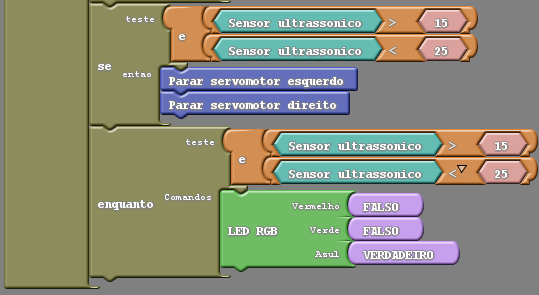 teste e Sensor ultrassonico > 15
Sensor ultrassonico < 25
se entao
Parar servomotor esquerdo
Parar servomotor direito
teste e Sensor ultrassonico > 15
Sensor ultrassonico < 25
enquanto Comandos
LED RGB
Vermelho FALSO
Verde FALSO
Azul VERDADEIRO